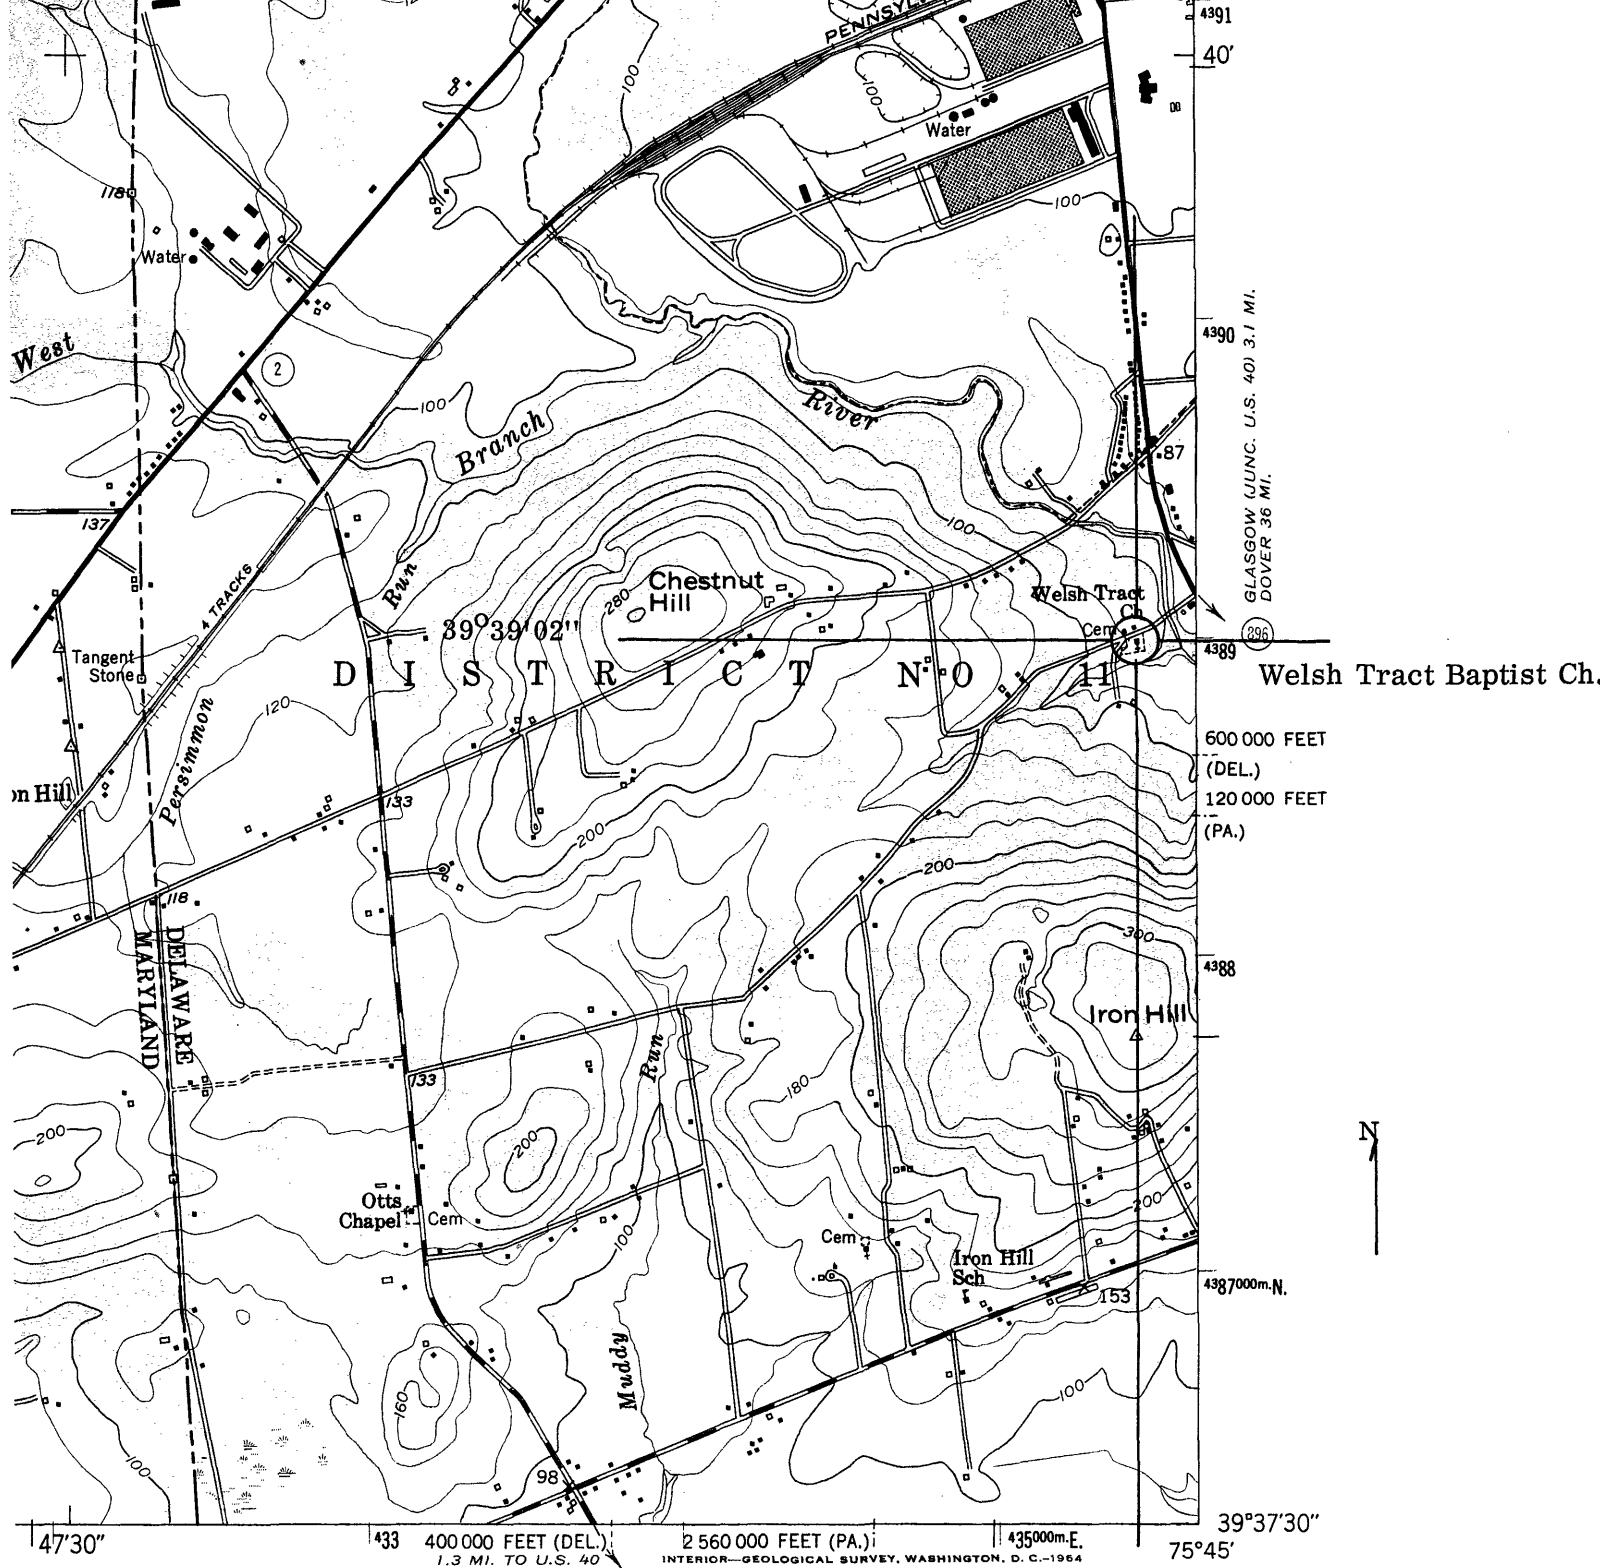 4391
40'
PENNSYL
100
100
Water
118
Water
100
West
2
4390
GLASGOW (JUNC. U.S. 40) 3.1 MI.
DOVER 36 MI.
100
Branch
River
87
137
100
4 TRACKS
Run
Chestnut
Hill
280
Welsh Tract
Ch
Cem
39°39'02"
896
4389
Tangent
Stone
DISTRICT NO 11
Welsh Tract Baptist Ch.
120
Persimmon
600 000 FEET
(DEL.)
120 000 FEET
(PA.)
on Hill
133
200
200
118
MARYLAND
DELAWARE
300
4388
Iron Hill
Run
133
180
200
200
N
200
Otts
Chapel
Cem
100
Cem
Iron Hill
Sch
153
4387000m.N.
Muddy
160
100
100
98
39°37'30"
47'30"
433
400 000 FEET (DEL.)
2 560 000 FEET (PA.)
435000m.E.
75°45'
1.3 MI. TO U.S. 40
INTERIOR—GEOLOGICAL SURVEY, WASHINGTON, D. C.—1964